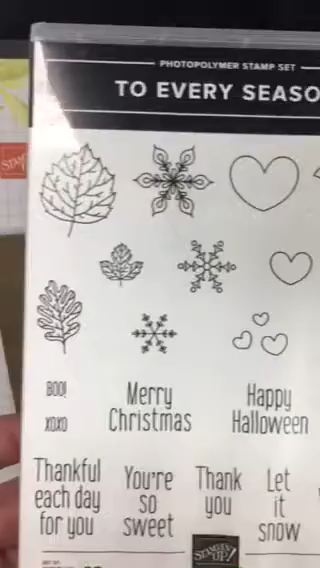 PHOTOPOLYMER STAMP SET
TO EVERY SEASO
BOO!
XOXO
Merry
Christmas
Happy
Halloween
Thankful
each day
for you
You're
so
sweet
Thank
you
Let
it
snow
STAMPIN' UP!